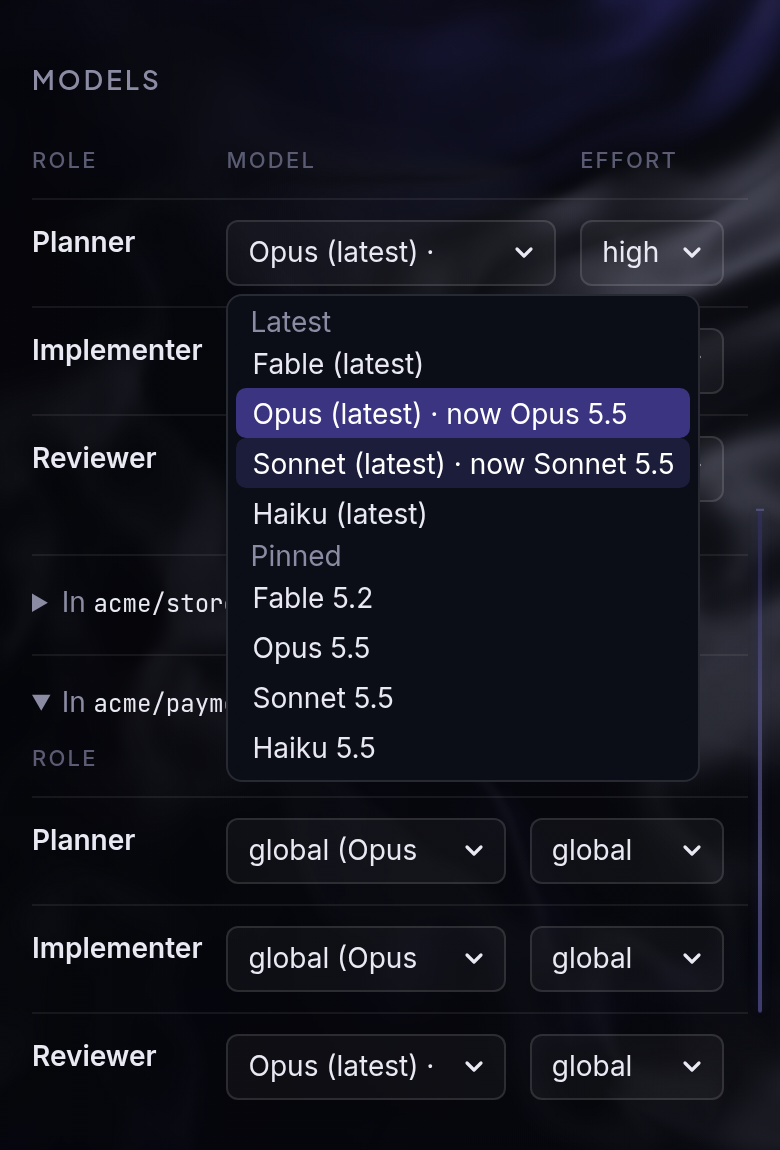 MODELS
ROLE MODEL EFFORT
Planner Opus (latest) · high
Latest
Implementer Fable (latest)
Opus (latest) · now Opus 5.5
Reviewer Sonnet (latest) · now Sonnet 5.5
Haiku (latest)
Pinned
In acme/stor Fable 5.2
Opus 5.5
In acme/paym Sonnet 5.5
ROLE Haiku 5.5
Planner global (Opus global
Implementer global (Opus global
Reviewer Opus (latest) · global